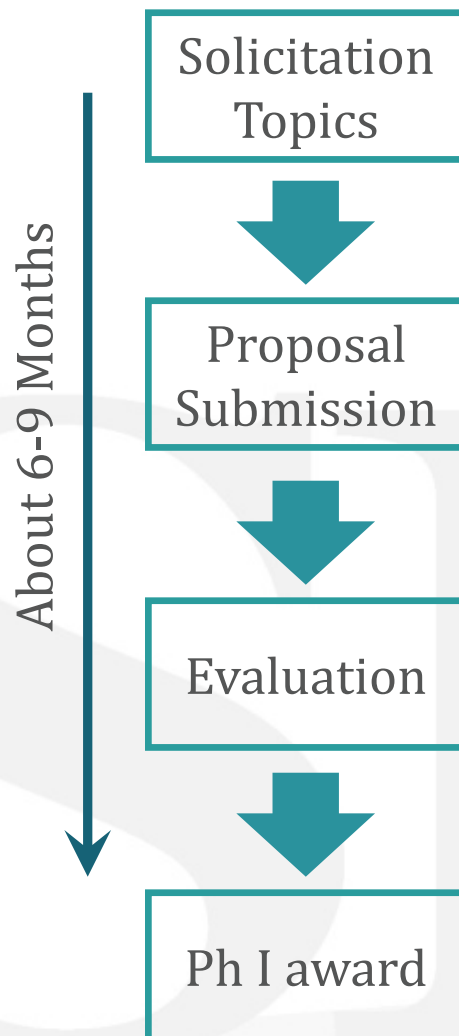 Solicitation
Topics
About 6-9 Months
Proposal
Submission
Evaluation
Ph I award